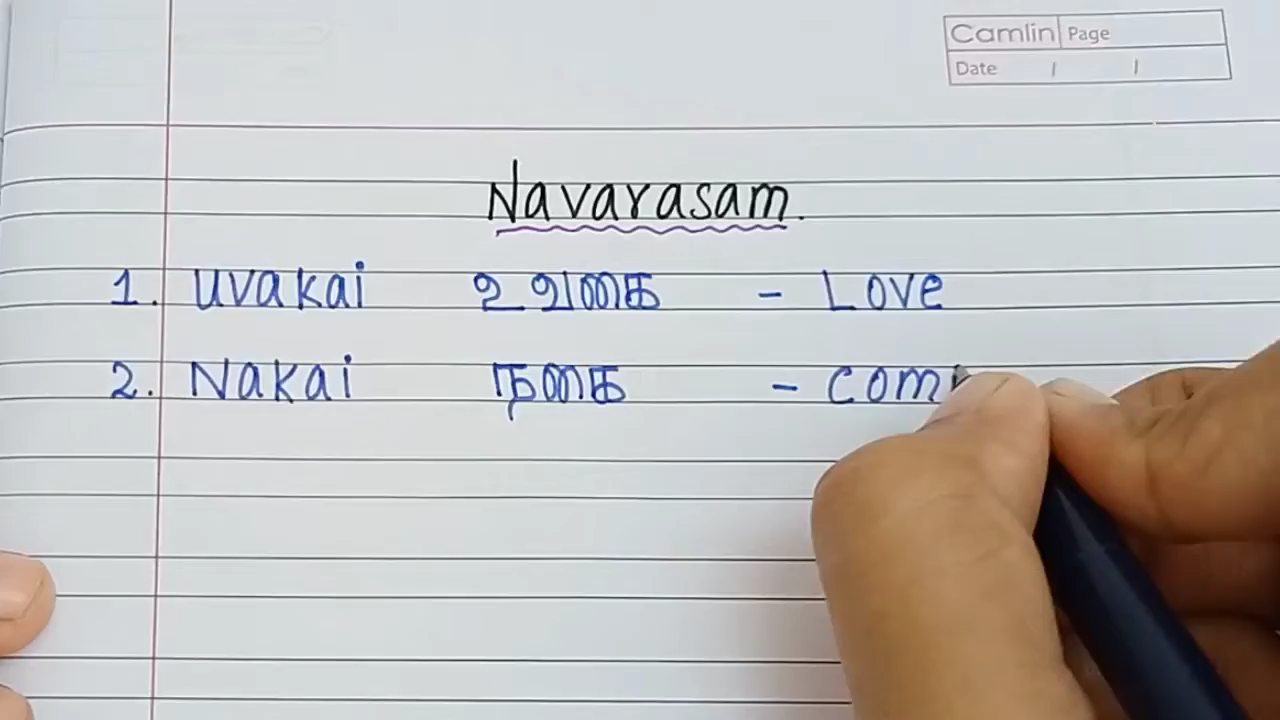 Camlin Page
Date / /
Navarasam.
1. Uvakai உவகை - Love
2. Nakai நகை - com